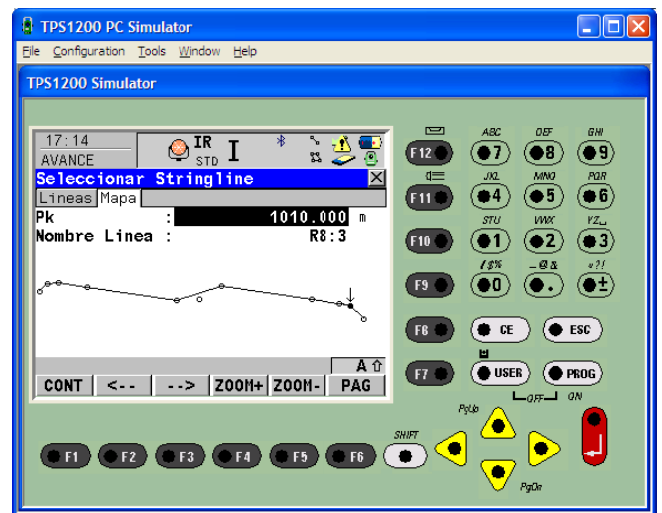 TPS1200 PC Simulator
File Configuration Tools Window Help
TPS1200 Simulator
17:14
AVANCE
IR
STD
I
Seleccionar Stringline
Lineas Mapa
Pk : 1010.000 m
Nombre Linea : R8:3
A
CONT <-- --> ZOOM+ ZOOM- PAG
F12
F11
F10
F9
F8
F7
ABC DEF GHI
7 8 9
JKL MNO PQR
4 5 6
STU VWX YZ
1 2 3
/$% _@& *?!
0 . ±
CE ESC
USER PROG
OFF ON
F1 F2 F3 F4 F5 F6
SHIFT
PgUp
PgDn